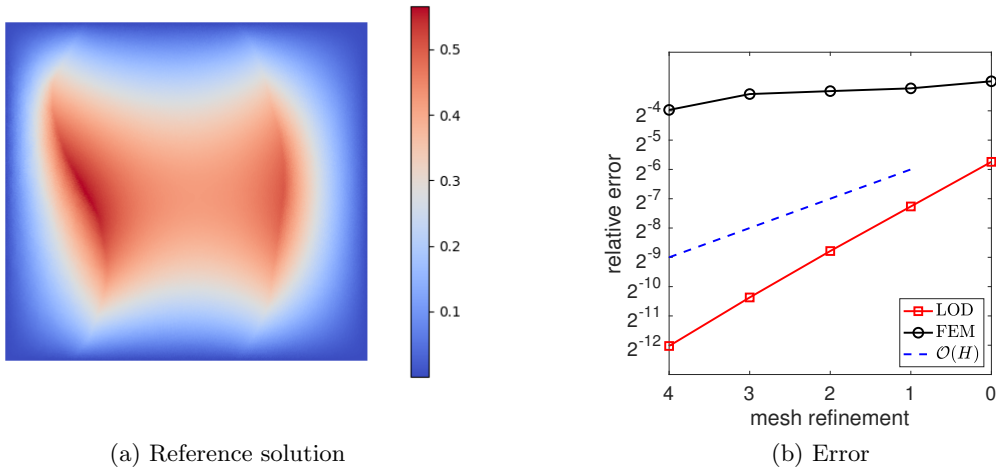 0.5
0.4
0.3
0.2
0.1
(a) Reference solution
relative error
2^-4
2^-5
2^-6
2^-7
2^-8
2^-9
2^-10
2^-11
2^-12
LOD
FEM
𝒪(H)
4 3 2 1 0
mesh refinement
(b) Error